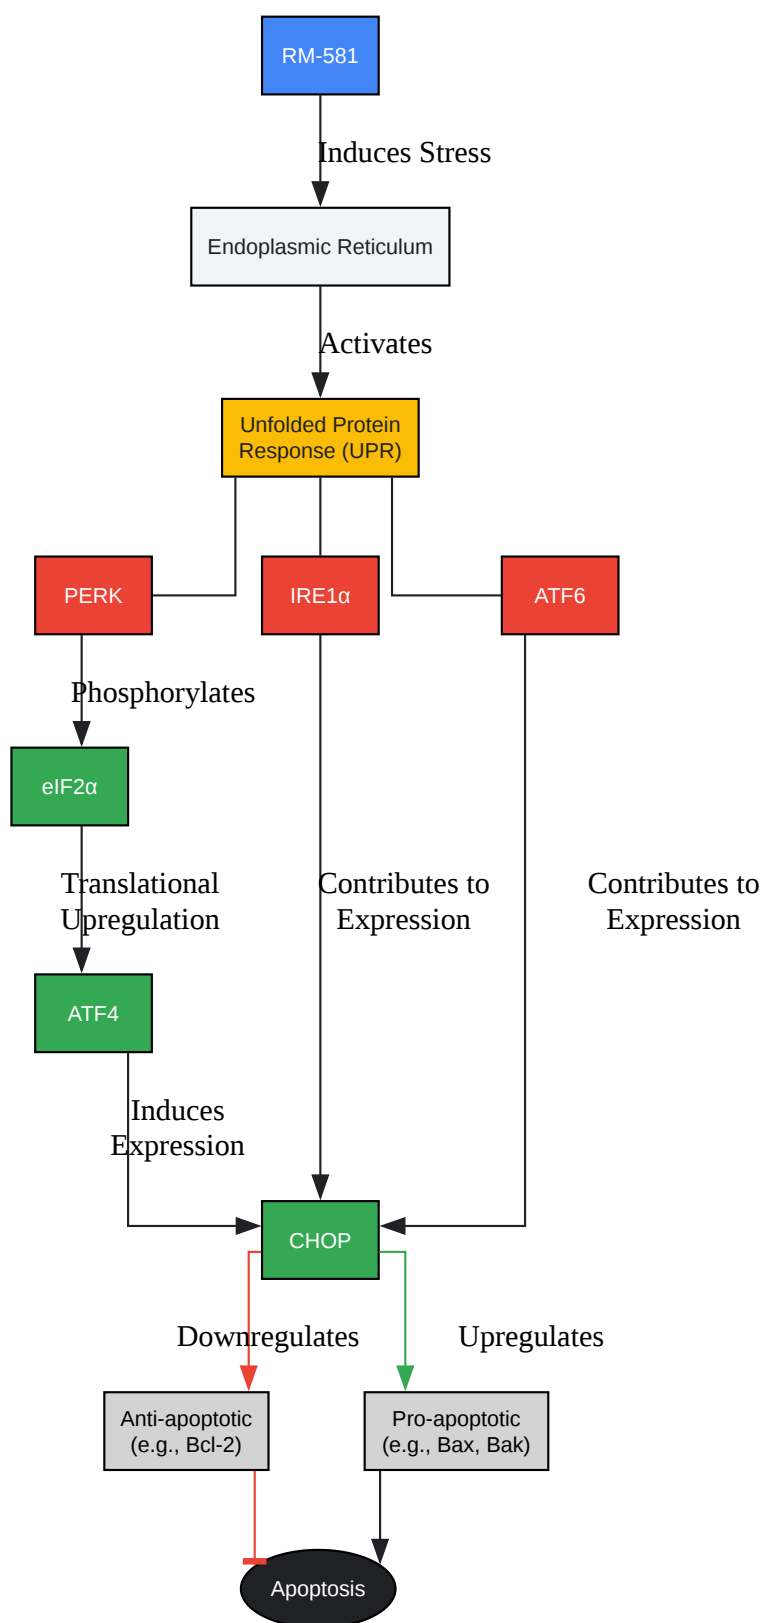 RM-581
Induces Stress
Endoplasmic Reticulum
Activates
Unfolded Protein
Response (UPR)
PERK
IRE1α
ATF6
Phosphorylates
eIF2α
Translational
Upregulation
Contributes to
Expression
Contributes to
Expression
ATF4
Induces
Expression
CHOP
Downregulates
Upregulates
Anti-apoptotic
(e.g., Bcl-2)
Pro-apoptotic
(e.g., Bax, Bak)
Apoptosis